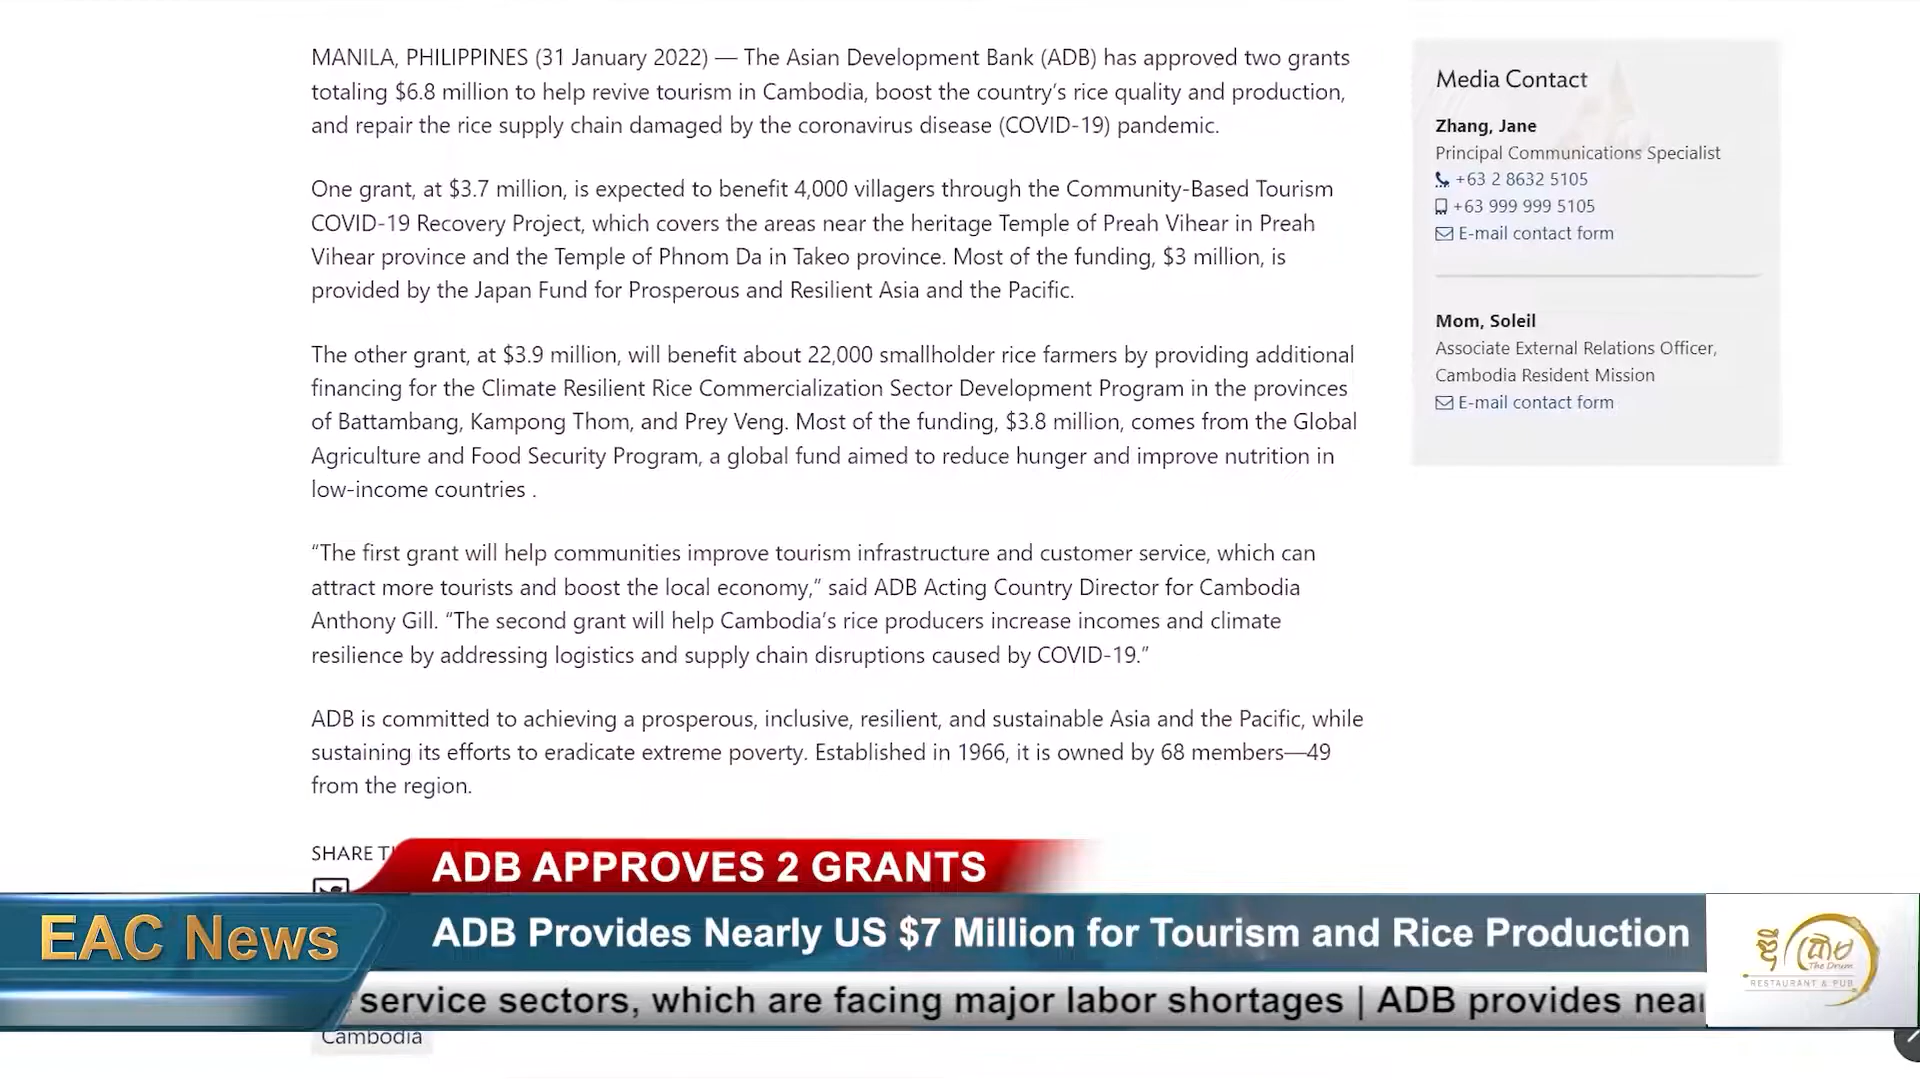 MANILA, PHILIPPINES (31 January 2022) — The Asian Development Bank (ADB) has approved two grants
totaling $6.8 million to help revive tourism in Cambodia, boost the country’s rice quality and production,
and repair the rice supply chain damaged by the coronavirus disease (COVID-19) pandemic.
One grant, at $3.7 million, is expected to benefit 4,000 villagers through the Community-Based Tourism
COVID-19 Recovery Project, which covers the areas near the heritage Temple of Preah Vihear in Preah
Vihear province and the Temple of Phnom Da in Takeo province. Most of the funding, $3 million, is
provided by the Japan Fund for Prosperous and Resilient Asia and the Pacific.
The other grant, at $3.9 million, will benefit about 22,000 smallholder rice farmers by providing additional
financing for the Climate Resilient Rice Commercialization Sector Development Program in the provinces
of Battambang, Kampong Thom, and Prey Veng. Most of the funding, $3.8 million, comes from the Global
Agriculture and Food Security Program, a global fund aimed to reduce hunger and improve nutrition in
low-income countries .
“The first grant will help communities improve tourism infrastructure and customer service, which can
attract more tourists and boost the local economy,” said ADB Acting Country Director for Cambodia
Anthony Gill. “The second grant will help Cambodia’s rice producers increase incomes and climate
resilience by addressing logistics and supply chain disruptions caused by COVID-19.”
ADB is committed to achieving a prosperous, inclusive, resilient, and sustainable Asia and the Pacific, while
sustaining its efforts to eradicate extreme poverty. Established in 1966, it is owned by 68 members—49
from the region.
Media Contact
Zhang, Jane
Principal Communications Specialist
+63 2 8632 5105
+63 999 999 5105
E-mail contact form
Mom, Soleil
Associate External Relations Officer,
Cambodia Resident Mission
E-mail contact form
SHARE
ADB APPROVES 2 GRANTS
EAC News
ADB Provides Nearly US $7 Million for Tourism and Rice Production
service sectors, which are facing major labor shortages | ADB provides
The Drum
RESTAURANT & PUB
Cambodia